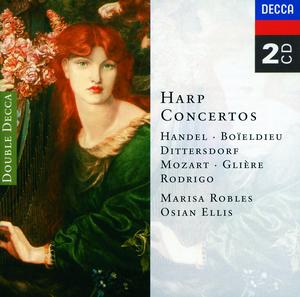 DECCA
2CD
DOUBLE DECCA
HARP
CONCERTOS
HANDEL · BOÏELDIEU
DITTERSDORF
MOZART · GLIÈRE
RODRIGO
MARISA ROBLES
OSIAN ELLIS